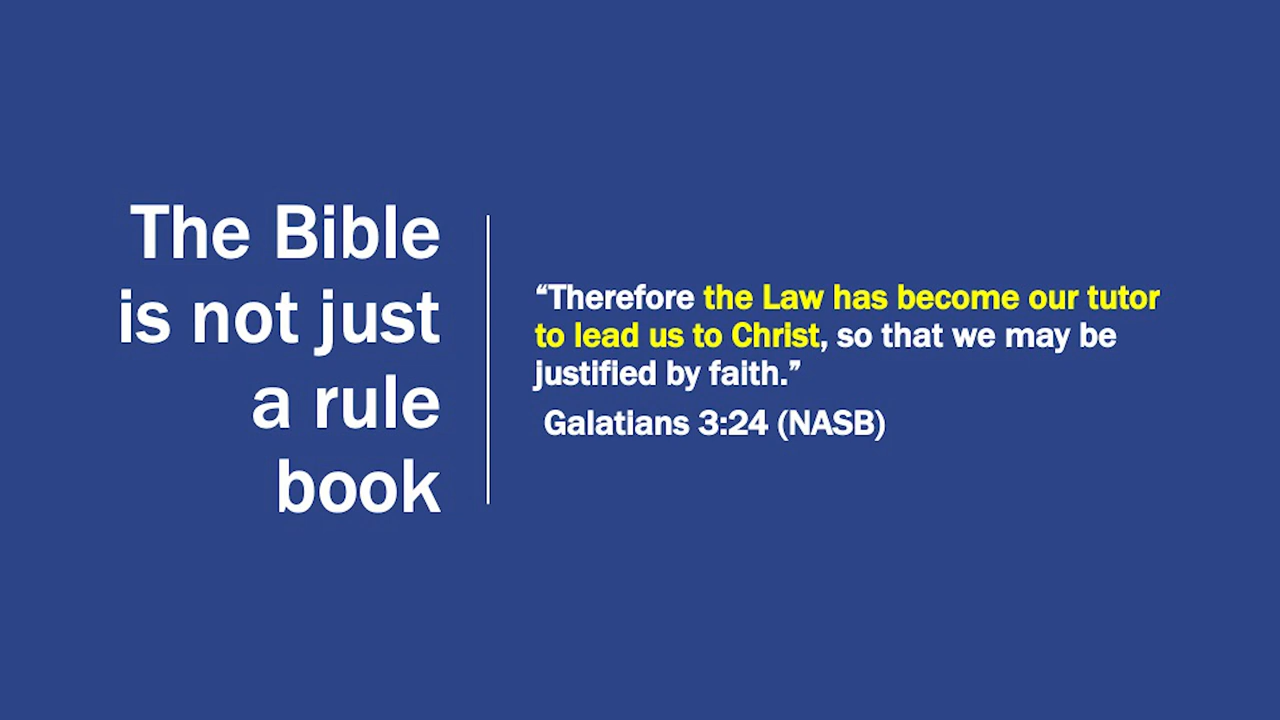 The Bible
is not just
a rule
book
“Therefore the Law has become our tutor
to lead us to Christ, so that we may be
justified by faith.”
Galatians 3:24 (NASB)